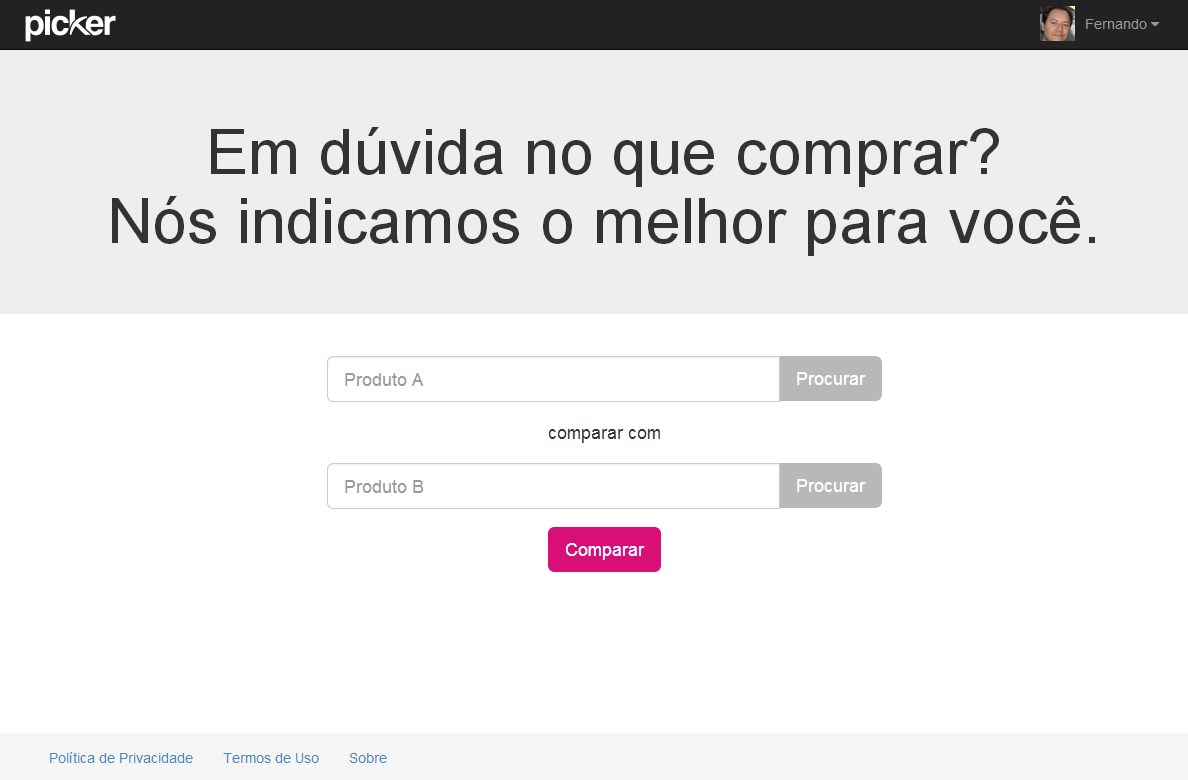 picker
Fernando
Em dúvida no que comprar?
Nós indicamos o melhor para você.
Produto A
Procurar
comparar com
Produto B
Procurar
Comparar
Política de Privacidade
Termos de Uso
Sobre